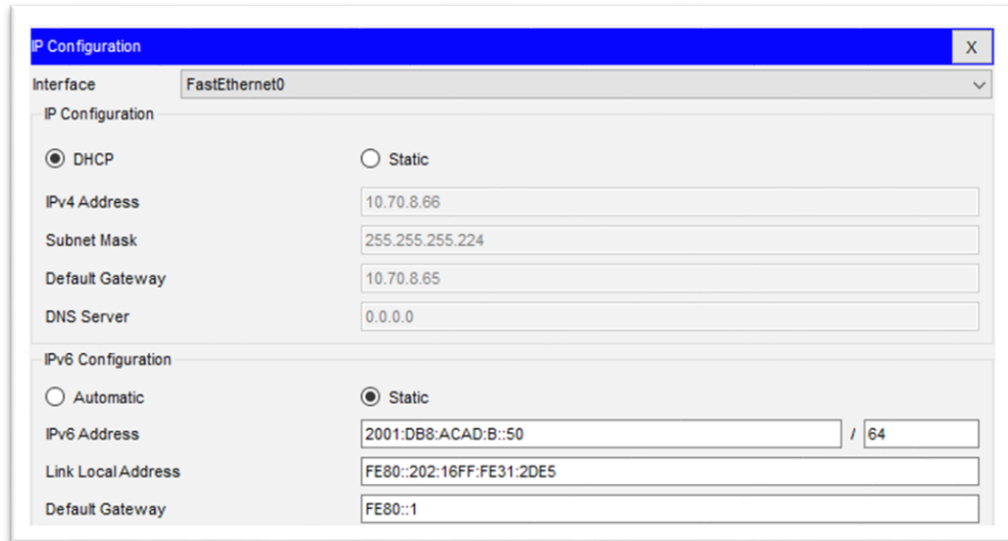 IP Configuration X
Interface FastEthernet0
IP Configuration
DHCP Static
IPv4 Address 10.70.8.66
Subnet Mask 255.255.255.224
Default Gateway 10.70.8.65
DNS Server 0.0.0.0
IPv6 Configuration
Automatic Static
IPv6 Address 2001:DB8:ACAD:B::50 / 64
Link Local Address FE80::202:16FF:FE31:2DE5
Default Gateway FE80::1